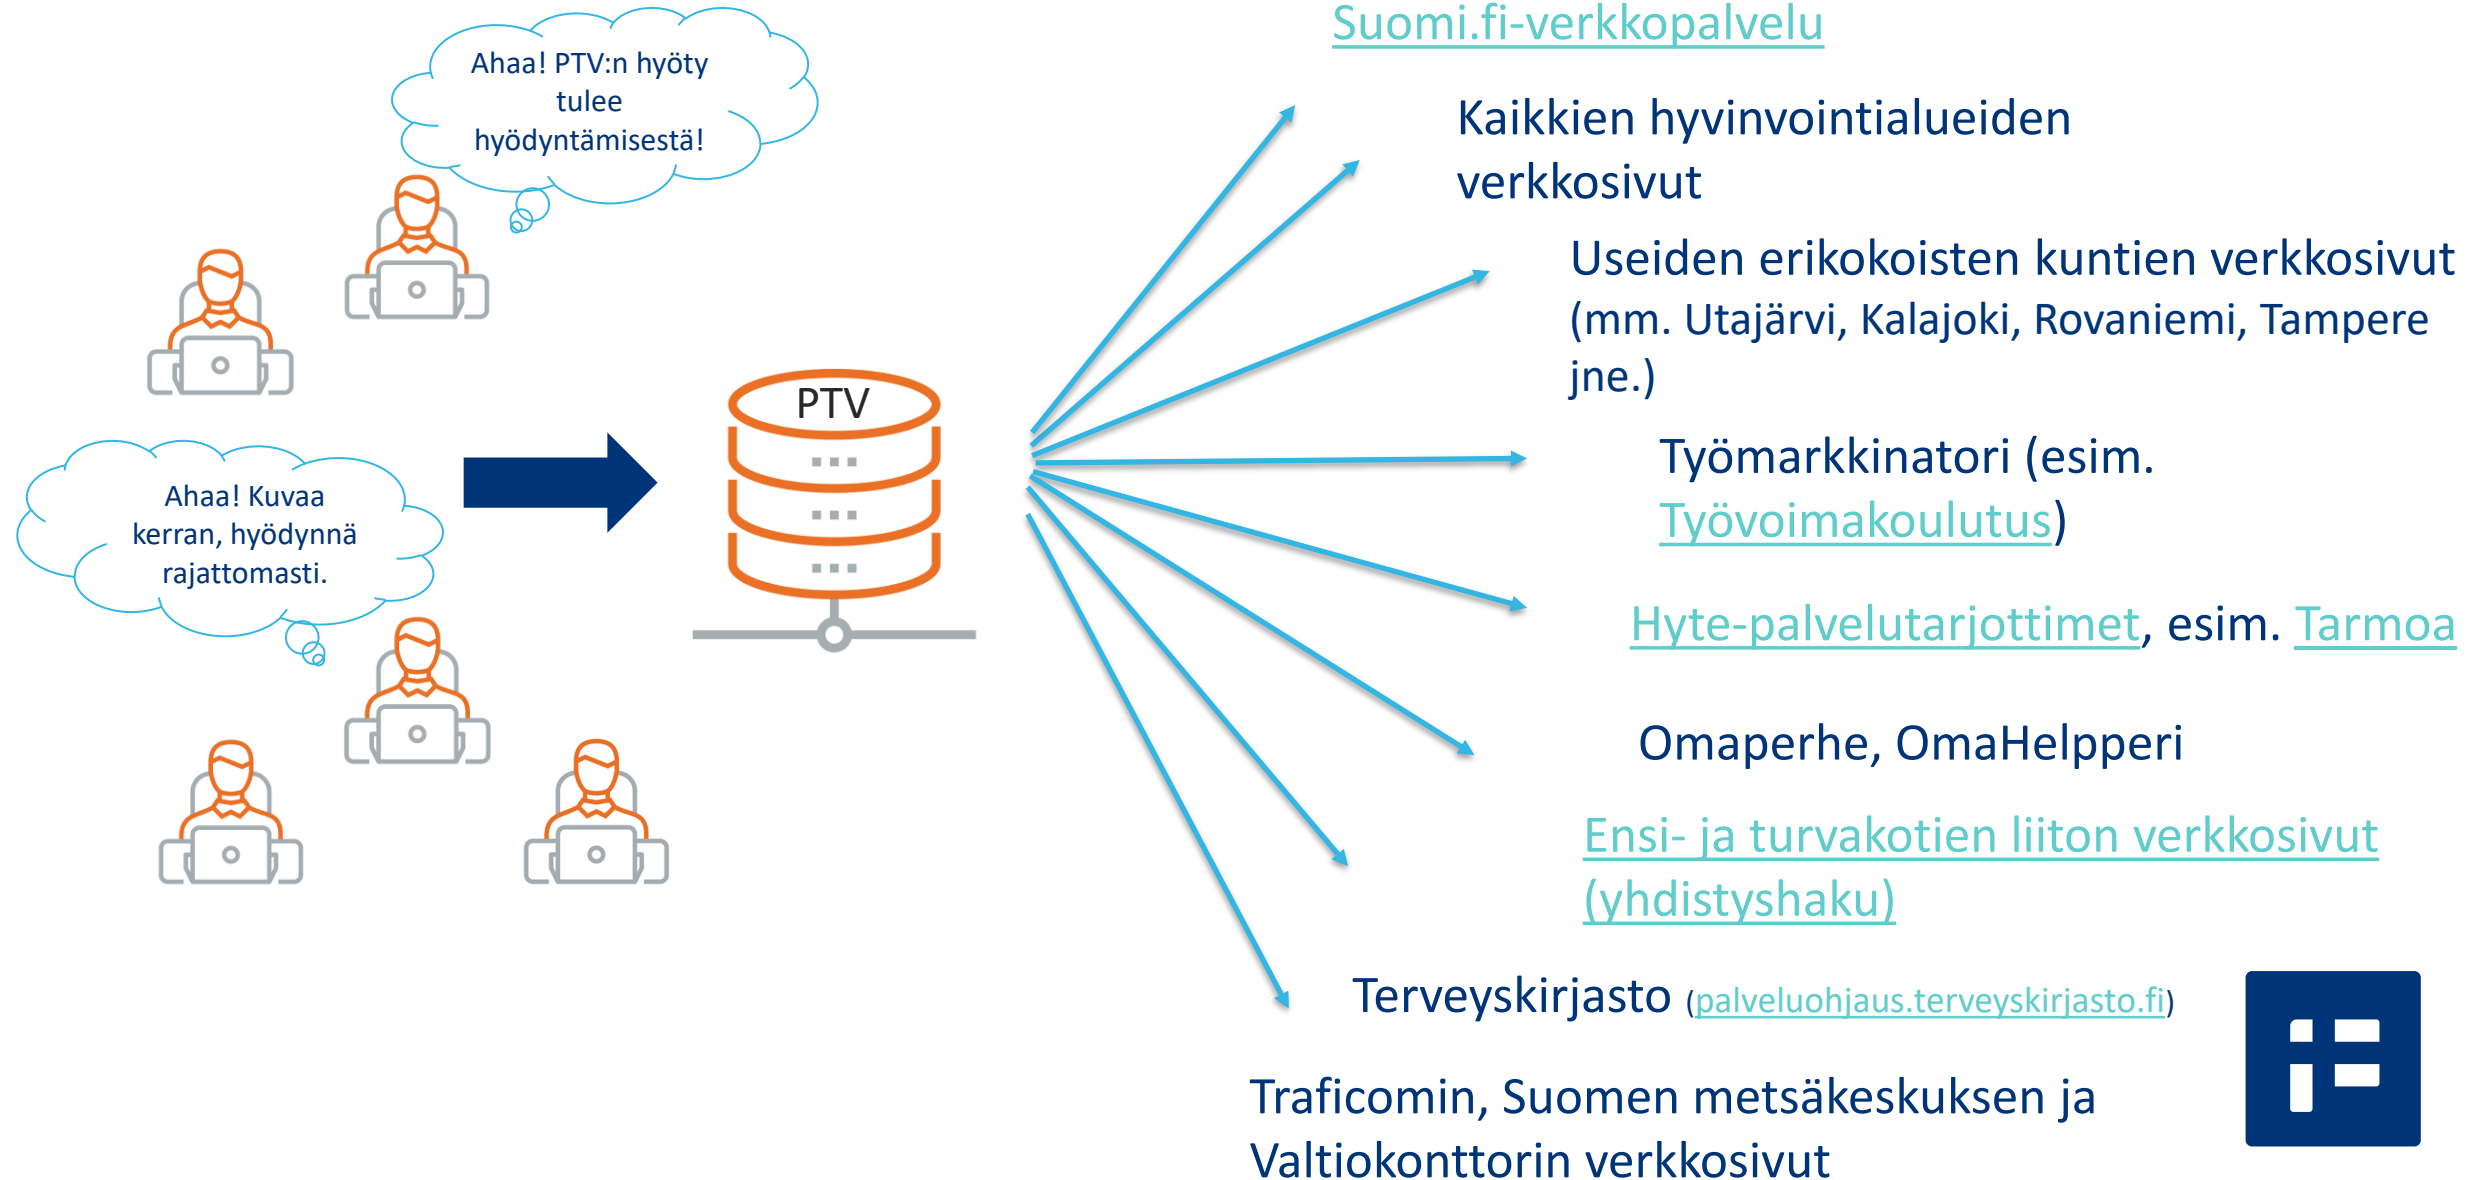 Ahaa! PTV:n hyöty
tulee
hyödyntämisestä!
Ahaa! Kuvaa
kerran, hyödynnä
rajattomasti.
PTV
Suomi.fi-verkkopalvelu
Kaikkien hyvinvointialueiden
verkkosivut
Useiden erikokoisten kuntien verkkosivut
(mm. Utajärvi, Kalajoki, Rovaniemi, Tampere
jne.)
Työmarkkinatori (esim.
Työvoimakoulutus)
Hyte-palvelutarjottimet, esim. Tarmoa
Omaperhe, OmaHelpperi
Ensi- ja turvakotien liiton verkkosivut
(yhdistyshaku)
Terveyskirjasto (palveluohjaus.terveyskirjasto.fi)
Traficomin, Suomen metsäkeskuksen ja
Valtiokonttorin verkkosivut